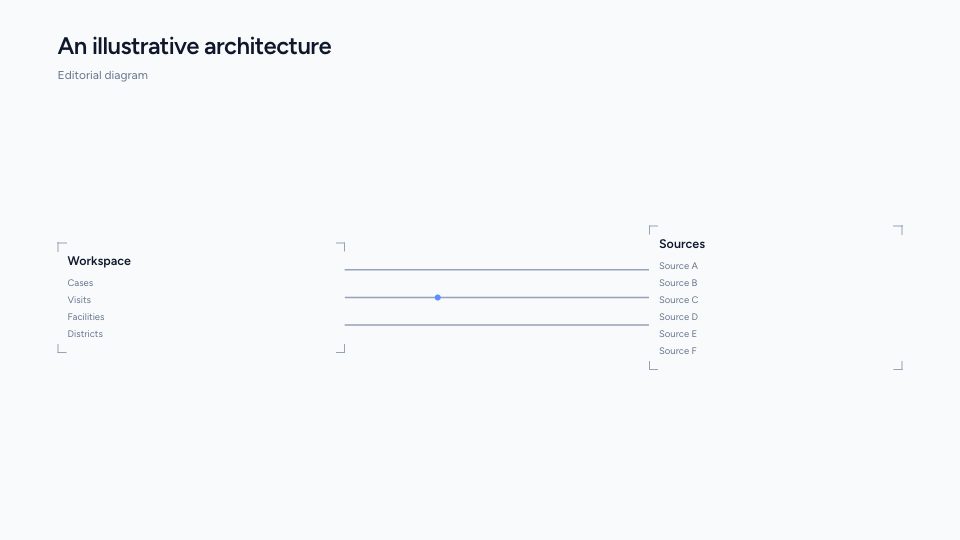 An illustrative architecture
Editorial diagram
Workspace
Cases
Visits
Facilities
Districts
Sources
Source A
Source B
Source C
Source D
Source E
Source F